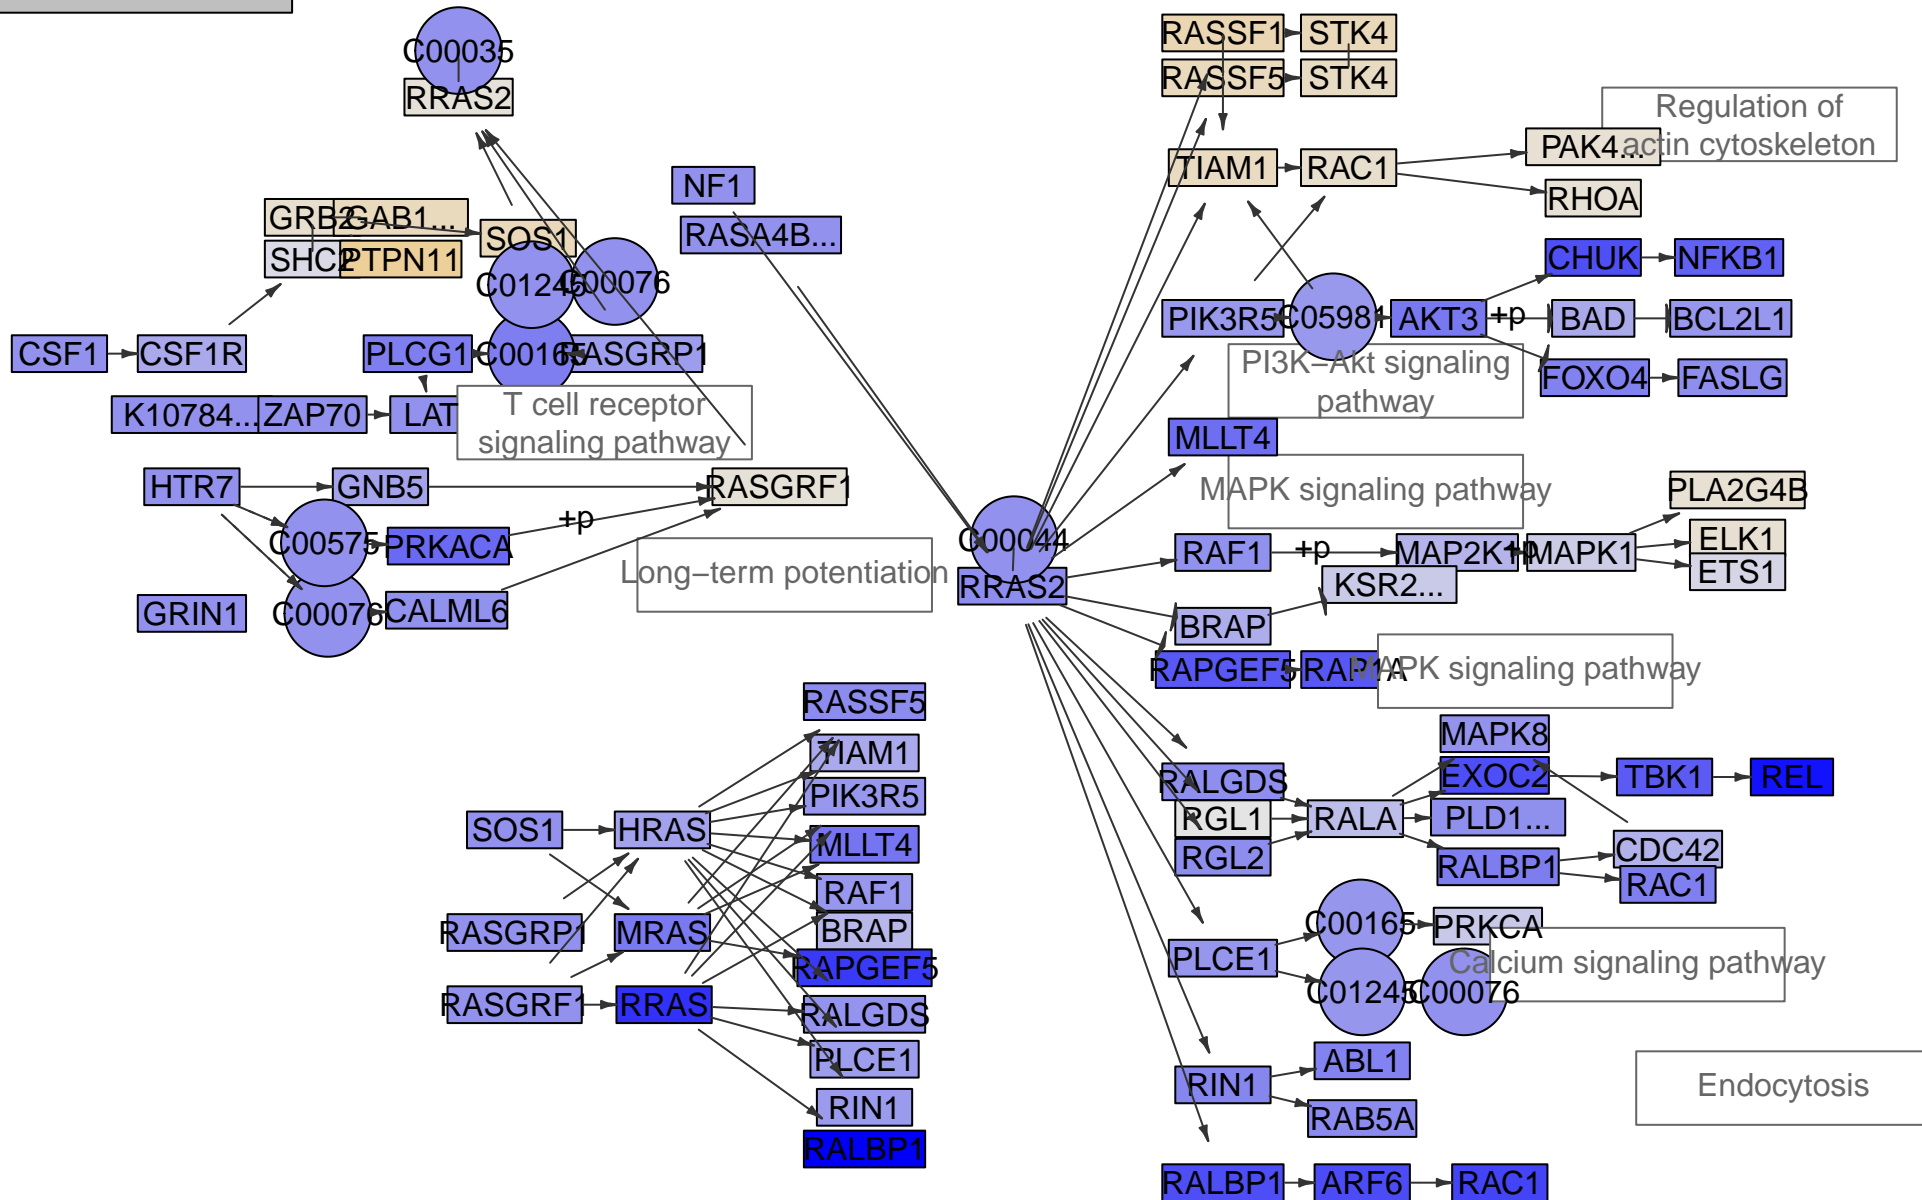 C00035
RRAS2
RASSF1
STK4
RASSF5
STK4
Regulation of
actin cytoskeleton
PAK4...
TIAM1
RAC1
RHOA
NF1
RASA4B...
GRB2
GAB1...
SOS1
SHC2
PTPN11
C01245
C00076
CHUK
NFKB1
PIK3R5
C05981
AKT3
+p
BAD
BCL2L1
CSF1
CSF1R
PLCG1
C00165
RASGRP1
PI3K–Akt signaling
pathway
FOXO4
FASLG
K10784...
ZAP70
LAT
T cell receptor
signaling pathway
MLLT4
HTR7
GNB5
RASGRF1
MAPK signaling pathway
PLA2G4B
+p
C00575
PRKACA
C00044
RAF1
+p
MAP2K1
+p
MAPK1
ELK1
ETS1
Long–term potentiation
RRAS2
KSR2...
GRIN1
C00076
CALML6
BRAP
RAPGEF5
RAP1A
MAPK signaling pathway
RASSF5
TIAM1
MAPK8
PIK3R5
RALGDS
EXOC2
TBK1
REL
SOS1
HRAS
MLLT4
RGL1
RALA
PLD1...
RGL2
RALBP1
CDC42
RAC1
RAF1
RASGRP1
MRAS
BRAP
C00165
PRKCA
RAPGEF5
PLCE1
Calcium signaling pathway
C01245
C00076
RASGRF1
RRAS
RALGDS
PLCE1
ABL1
RIN1
Endocytosis
RIN1
RAB5A
RALBP1
RALBP1
ARF6
RAC1